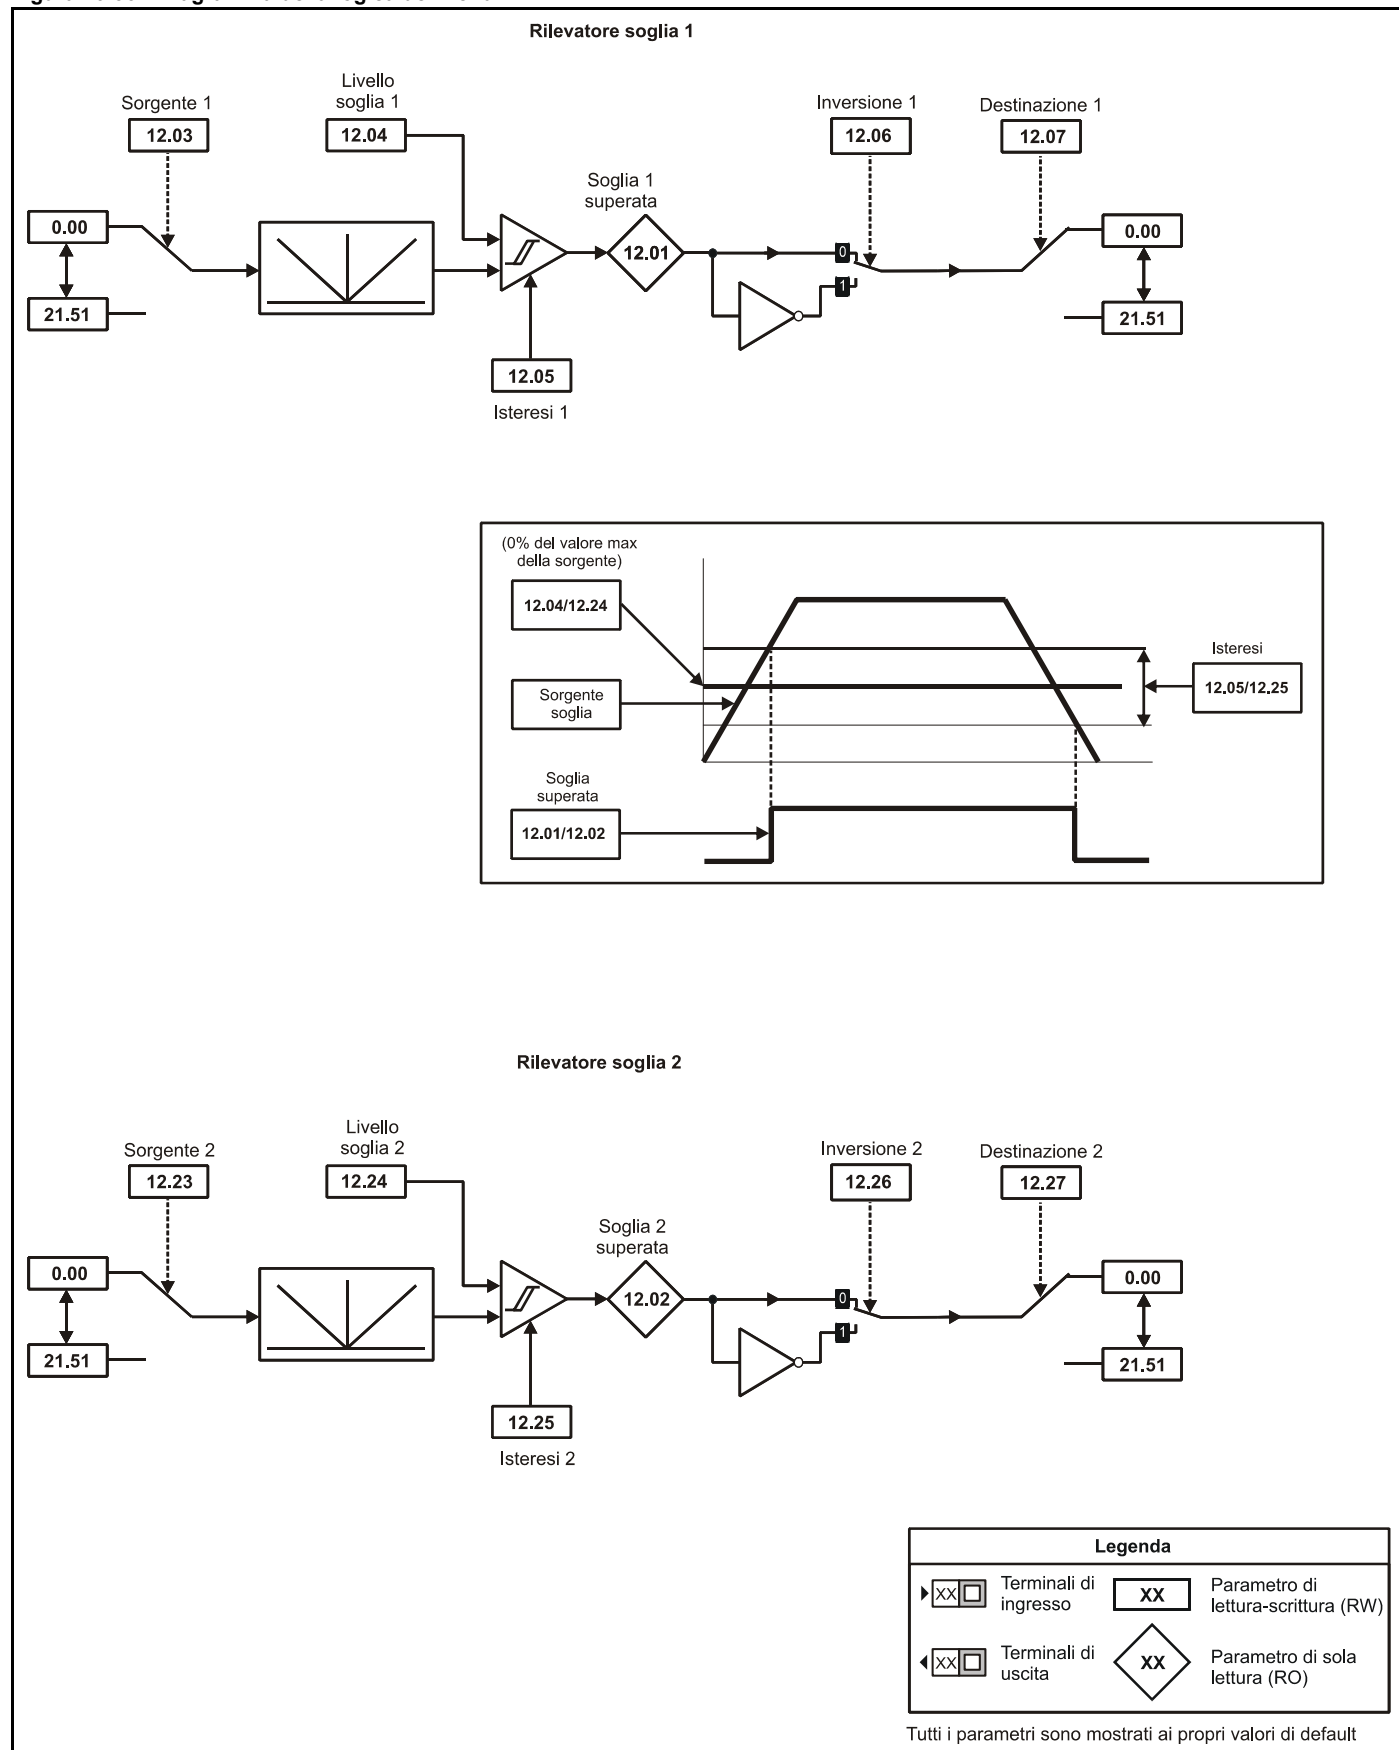 Rilevatore soglia 1
Sorgente 1
12.03
Livello
soglia 1
12.04
Inversione 1
12.06
Destinazione 1
12.07
0.00
21.51
Soglia 1
superata
12.01
0
1
0.00
21.51
12.05
Isteresi 1
(0% del valore max
della sorgente)
12.04/12.24
Sorgente
soglia
Isteresi
12.05/12.25
Soglia
superata
12.01/12.02
Rilevatore soglia 2
Sorgente 2
12.23
Livello
soglia 2
12.24
Inversione 2
12.26
Destinazione 2
12.27
0.00
21.51
Soglia 2
superata
12.02
0
1
0.00
21.51
12.25
Isteresi 2
Legenda
XX
Terminali di
ingresso
XX
Parametro di
lettura-scrittura (RW)
XX
Terminali di
uscita
XX
Parametro di sola
lettura (RO)
Tutti i parametri sono mostrati ai propri valori di default